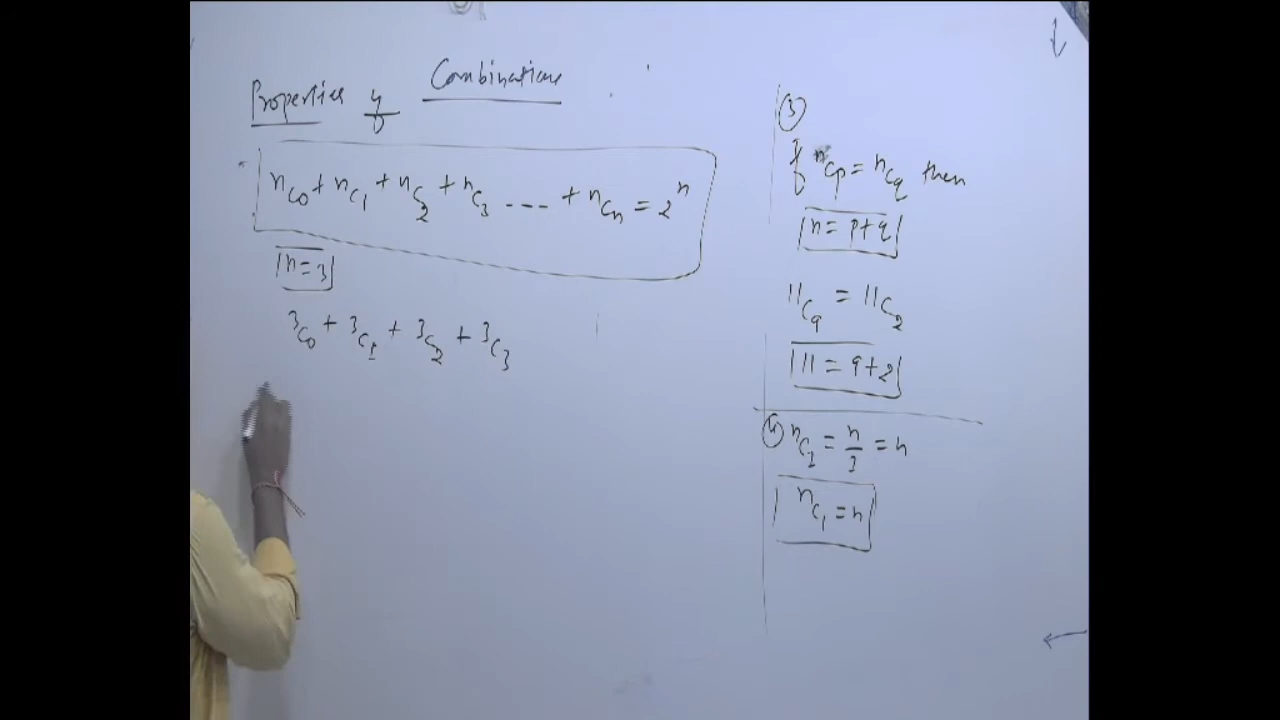 Properties of Combinations
nC0 + nC1 + nC2 + nC3 ---- + nCn = 2^n
n=3
3C0 + 3C1 + 3C2 + 3C3
③
If nCp = nCq then
n = p+q
11C9 = 11C2
11 = 9+2
④ nC1 = n/1 = n
nC1 = n